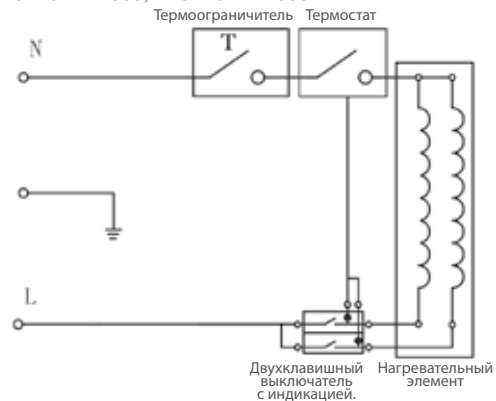 Термоограничитель Термостат
N
T
L
Двухклавишный
выключатель
с индикацией.
Нагревательный
элемент